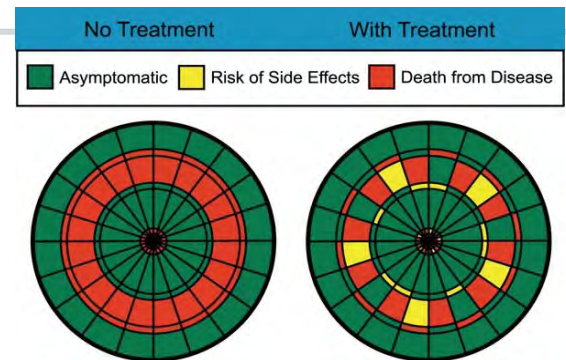 No Treatment With Treatment
Asymptomatic Risk of Side Effects Death from Disease